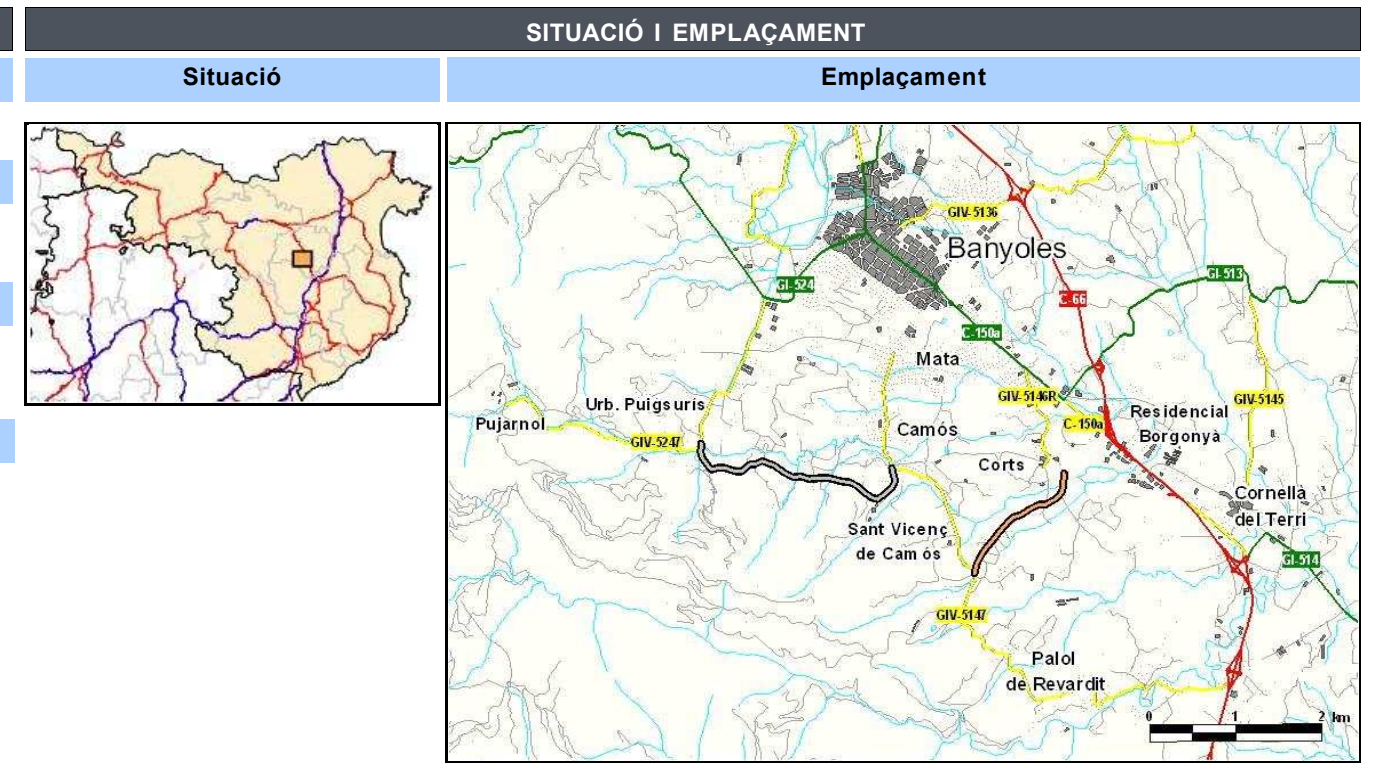 SITUACIÓ I EMPLAÇAMENT
Situació
Emplaçament
GIV-5136
Banyoles
GI-524
GI-513
C-66
C-150a
Mata
Urb. Puigsuris
GIV-5146R
GIV-5145
Pujarnol
C-150a
Residencial
Borgonyà
GIV-5247
Camós
Corts
Sant Vicenç
de Camós
Cornellà
del Terri
GI-514
GIV-5147
Palol
de Revardit
0 1 2 km